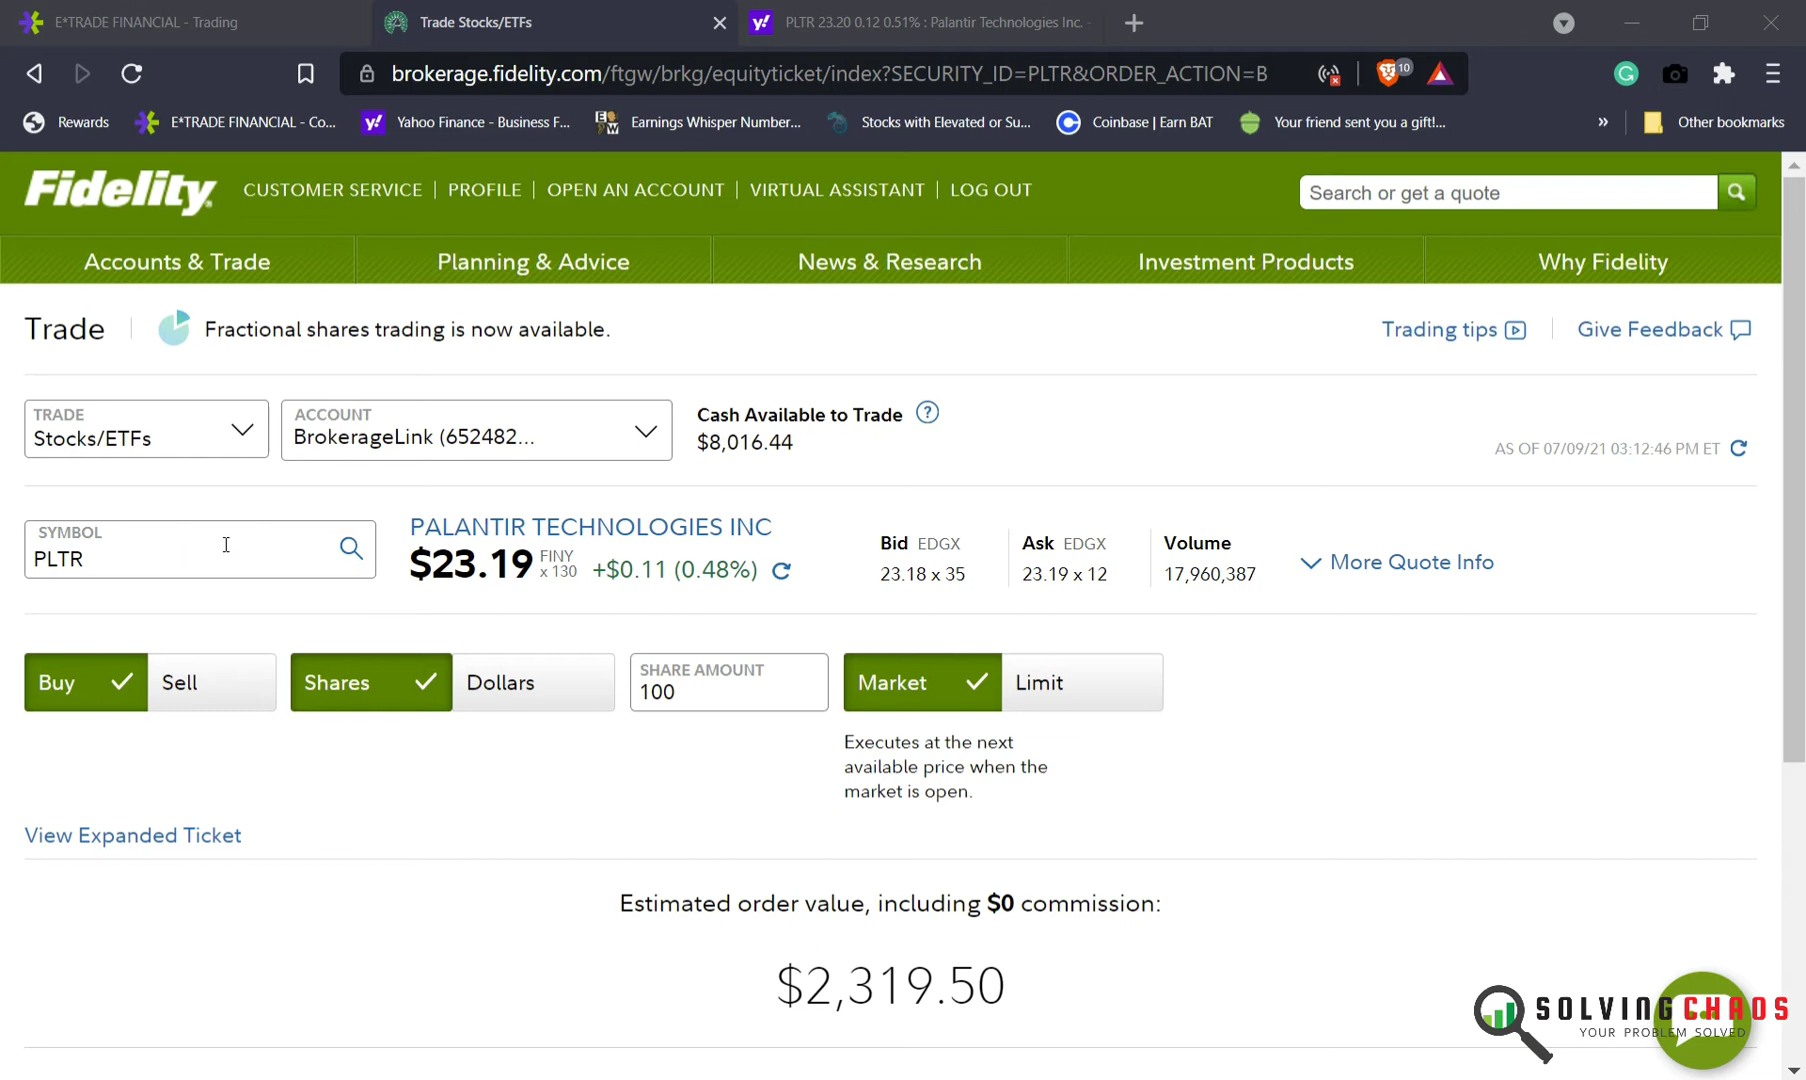 E*TRADE FINANCIAL - Trading
Trade Stocks/ETFs
PLTR 23.20 0.12 0.51% : Palantir Technologies Inc. -
brokerage.fidelity.com/ftgw/brkg/equityticket/index?SECURITY_ID=PLTR&ORDER_ACTION=B
10
Rewards
E*TRADE FINANCIAL - Co...
Yahoo Finance - Business F...
Earnings Whisper Number...
Stocks with Elevated or Su...
Coinbase | Earn BAT
Your friend sent you a gift!...
»
Other bookmarks
Fidelity
CUSTOMER SERVICE | PROFILE | OPEN AN ACCOUNT | VIRTUAL ASSISTANT | LOG OUT
Search or get a quote
Accounts & Trade
Planning & Advice
News & Research
Investment Products
Why Fidelity
Trade
Fractional shares trading is now available.
Trading tips
Give Feedback
TRADE
Stocks/ETFs
ACCOUNT
BrokerageLink (652482...
Cash Available to Trade
$8,016.44
AS OF 07/09/21 03:12:46 PM ET
SYMBOL
PLTR
PALANTIR TECHNOLOGIES INC
$23.19 FINY x 130 +$0.11 (0.48%)
Bid EDGX
23.18 x 35
Ask EDGX
23.19 x 12
Volume
17,960,387
More Quote Info
Buy
Sell
Shares
Dollars
SHARE AMOUNT
100
Market
Limit
Executes at the next
available price when the
market is open.
View Expanded Ticket
Estimated order value, including $0 commission:
$2,319.50
SOLVINGCHAOS
YOUR PROBLEM SOLVED